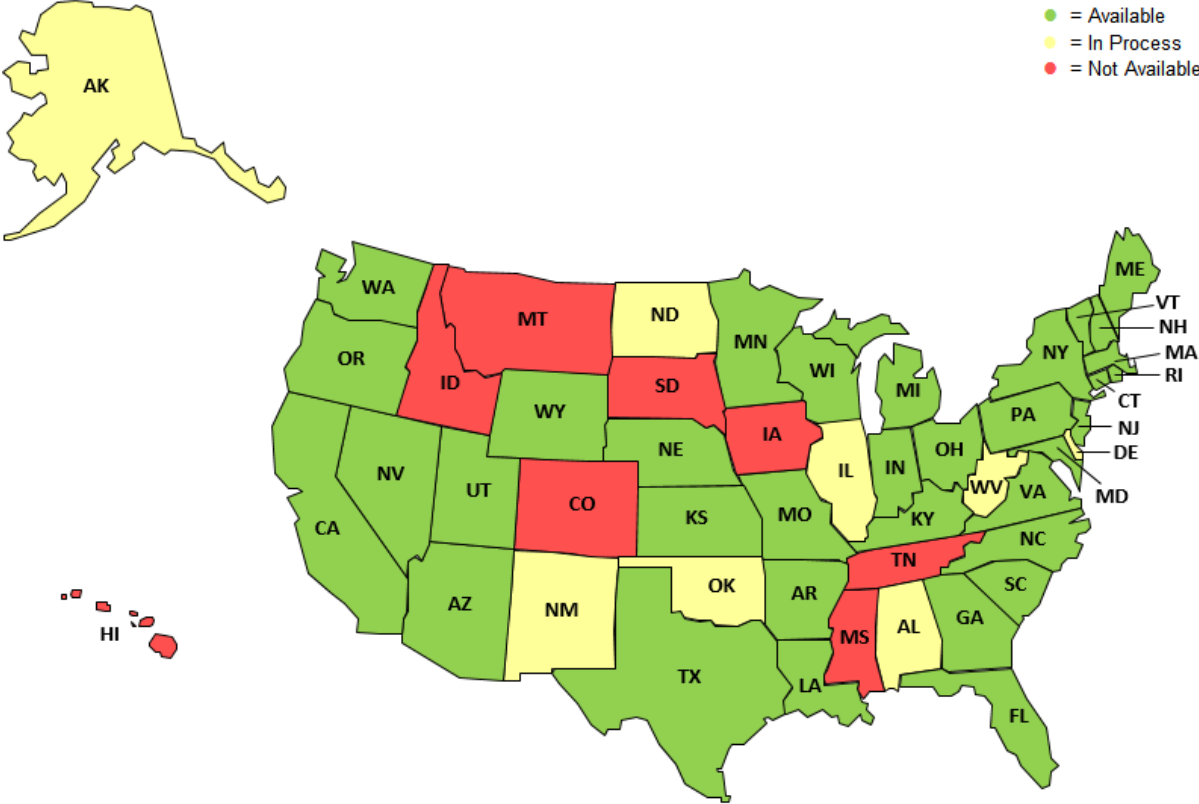 = Available
= In Process
= Not Available
AK
WA
MT
ND
MN
ME
VT
NH
MA
RI
CT
NJ
DE
MD
OR
ID
SD
WI
NY
MI
WY
IA
PA
NE
IL
IN
OH
NV
UT
CO
WV
VA
CA
KS
MO
KY
NC
TN
AZ
NM
OK
AR
SC
HI
MS
AL
GA
TX
LA
FL